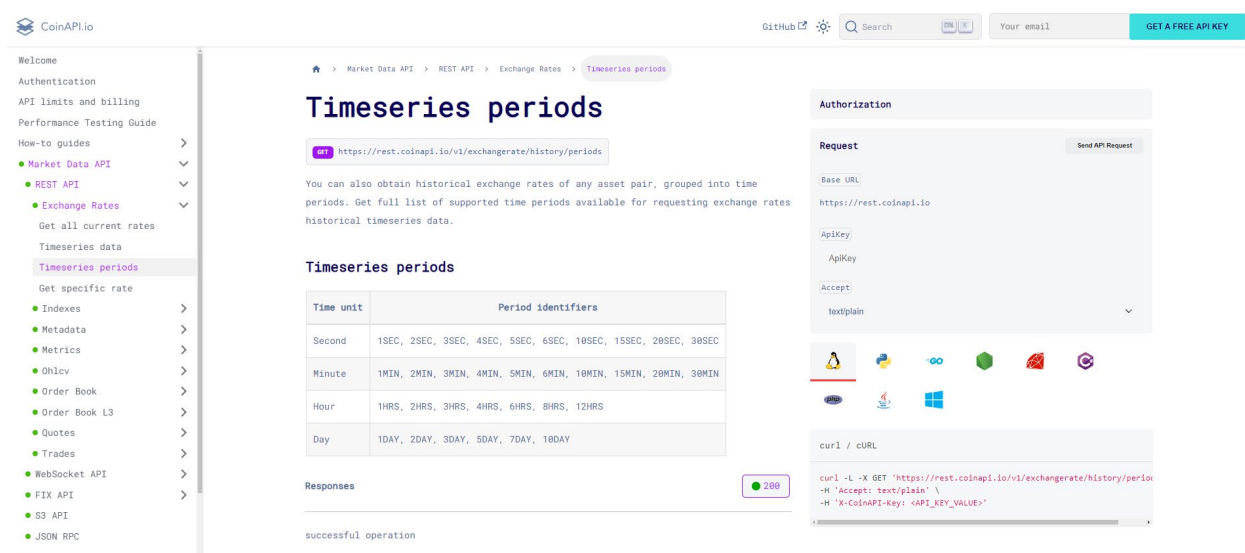 CoinAPI.io
GitHub
Search
CTRL K
Your email
GET A FREE API KEY
Welcome
Authentication
API limits and billing
Performance Testing Guide
How-to guides
Market Data API
REST API
Exchange Rates
Get all current rates
Timeseries data
Timeseries periods
Get specific rate
Indexes
Metadata
Metrics
Ohlcv
Order Book
Order Book L3
Quotes
Trades
WebSocket API
FIX API
S3 API
JSON RPC
> Market Data API > REST API > Exchange Rates > Timeseries periods
Timeseries periods
GET https://rest.coinapi.io/v1/exchangerate/history/periods
You can also obtain historical exchange rates of any asset pair, grouped into time
periods. Get full list of supported time periods available for requesting exchange rates
historical timeseries data.
Timeseries periods
Time unit Period identifiers
Second 1SEC, 2SEC, 3SEC, 4SEC, 5SEC, 6SEC, 10SEC, 15SEC, 20SEC, 30SEC
Minute 1MIN, 2MIN, 3MIN, 4MIN, 5MIN, 6MIN, 10MIN, 15MIN, 20MIN, 30MIN
Hour 1HRS, 2HRS, 3HRS, 4HRS, 6HRS, 8HRS, 12HRS
Day 1DAY, 2DAY, 3DAY, 5DAY, 7DAY, 10DAY
Responses
200
successful operation
Authorization
Request
Send API Request
Base URL
https://rest.coinapi.io
ApiKey
ApiKey
Accept
text/plain
GO
php
curl / cURL
curl -L -X GET 'https://rest.coinapi.io/v1/exchangerate/history/perio
-H 'Accept: text/plain' \
-H 'X-CoinAPI-Key: <API_KEY_VALUE>'